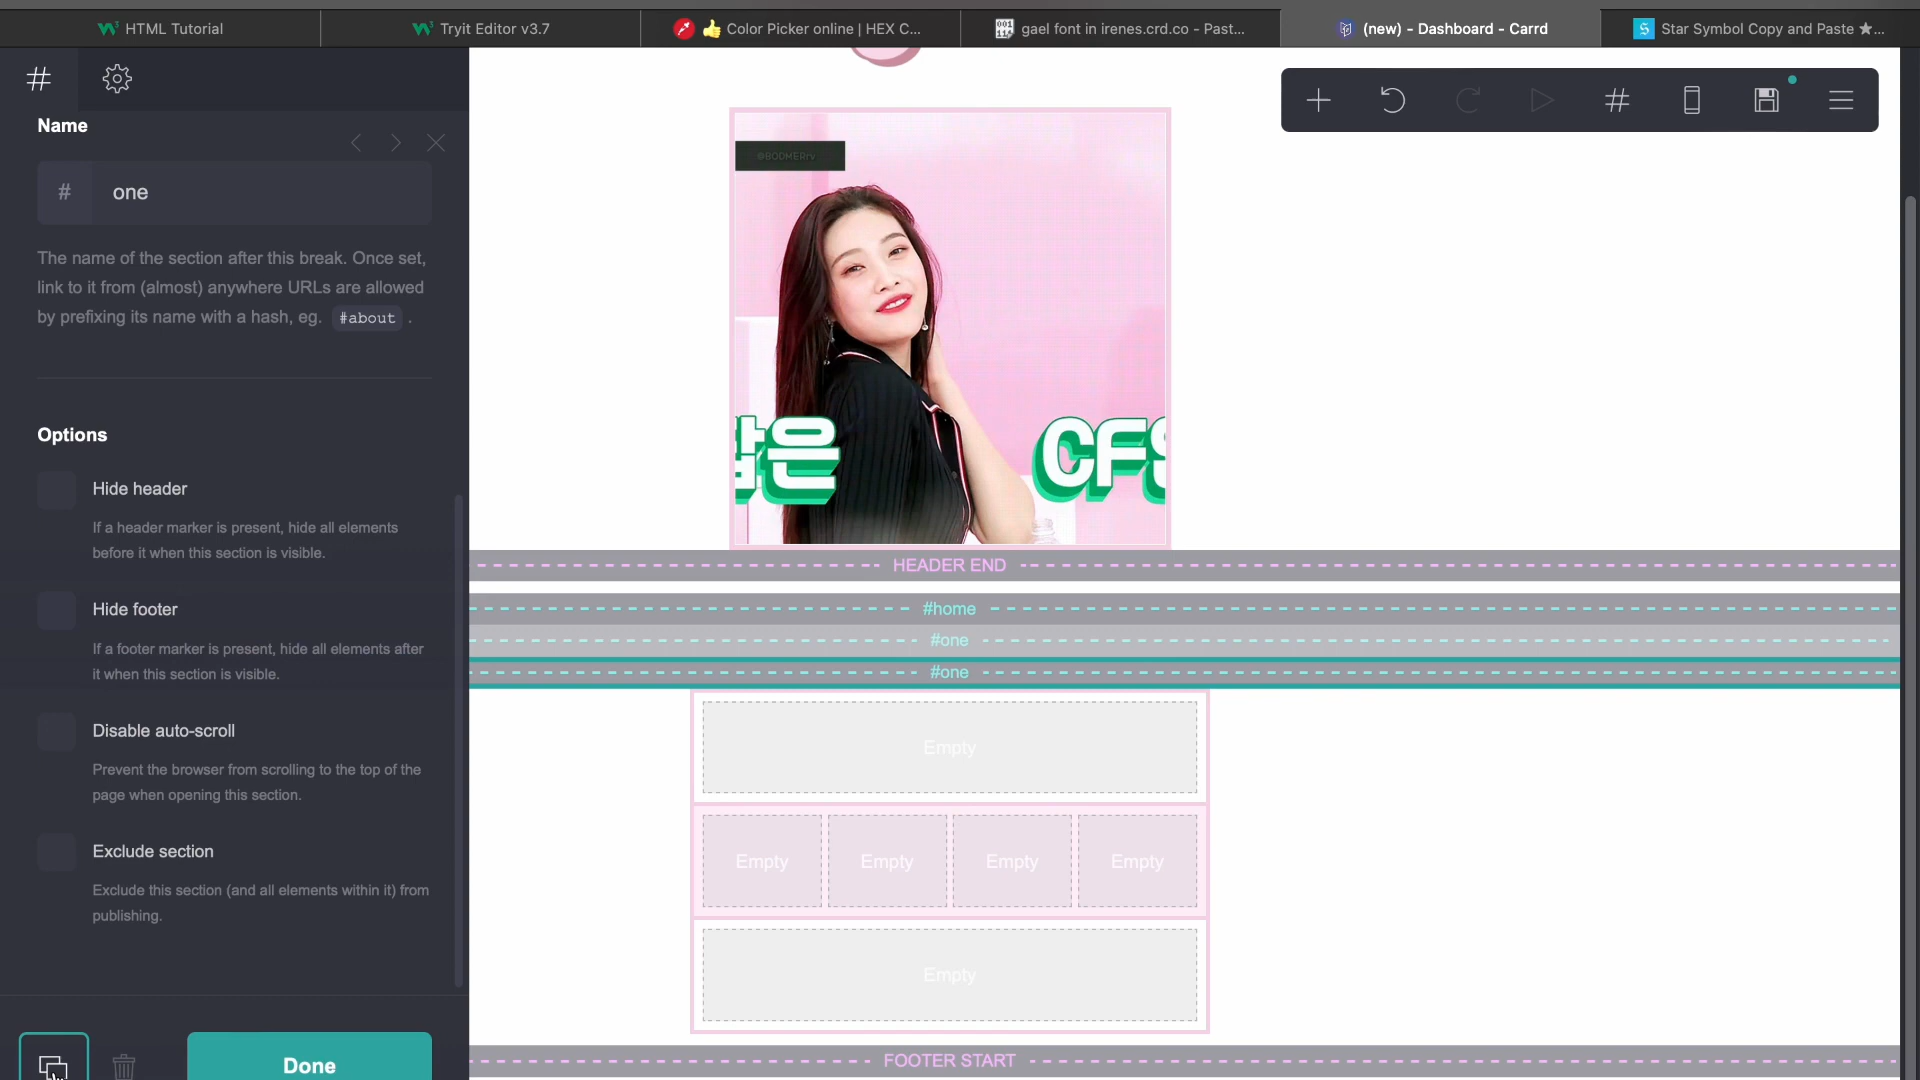 HTML Tutorial
Tryit Editor v3.7
Color Picker online | HEX C...
gael font in irenes.crd.co - Past...
(new) - Dashboard - Carrd
Star Symbol Copy and Paste ★...
Name
# one
The name of the section after this break. Once set,
link to it from (almost) anywhere URLs are allowed
by prefixing its name with a hash, eg. #about .
Options
Hide header
If a header marker is present, hide all elements
before it when this section is visible.
Hide footer
If a footer marker is present, hide all elements after
it when this section is visible.
Disable auto-scroll
Prevent the browser from scrolling to the top of the
page when opening this section.
Exclude section
Exclude this section (and all elements within it) from
publishing.
Done
은
CF
HEADER END
#home
#one
#one
Empty
Empty Empty Empty Empty
Empty
FOOTER START